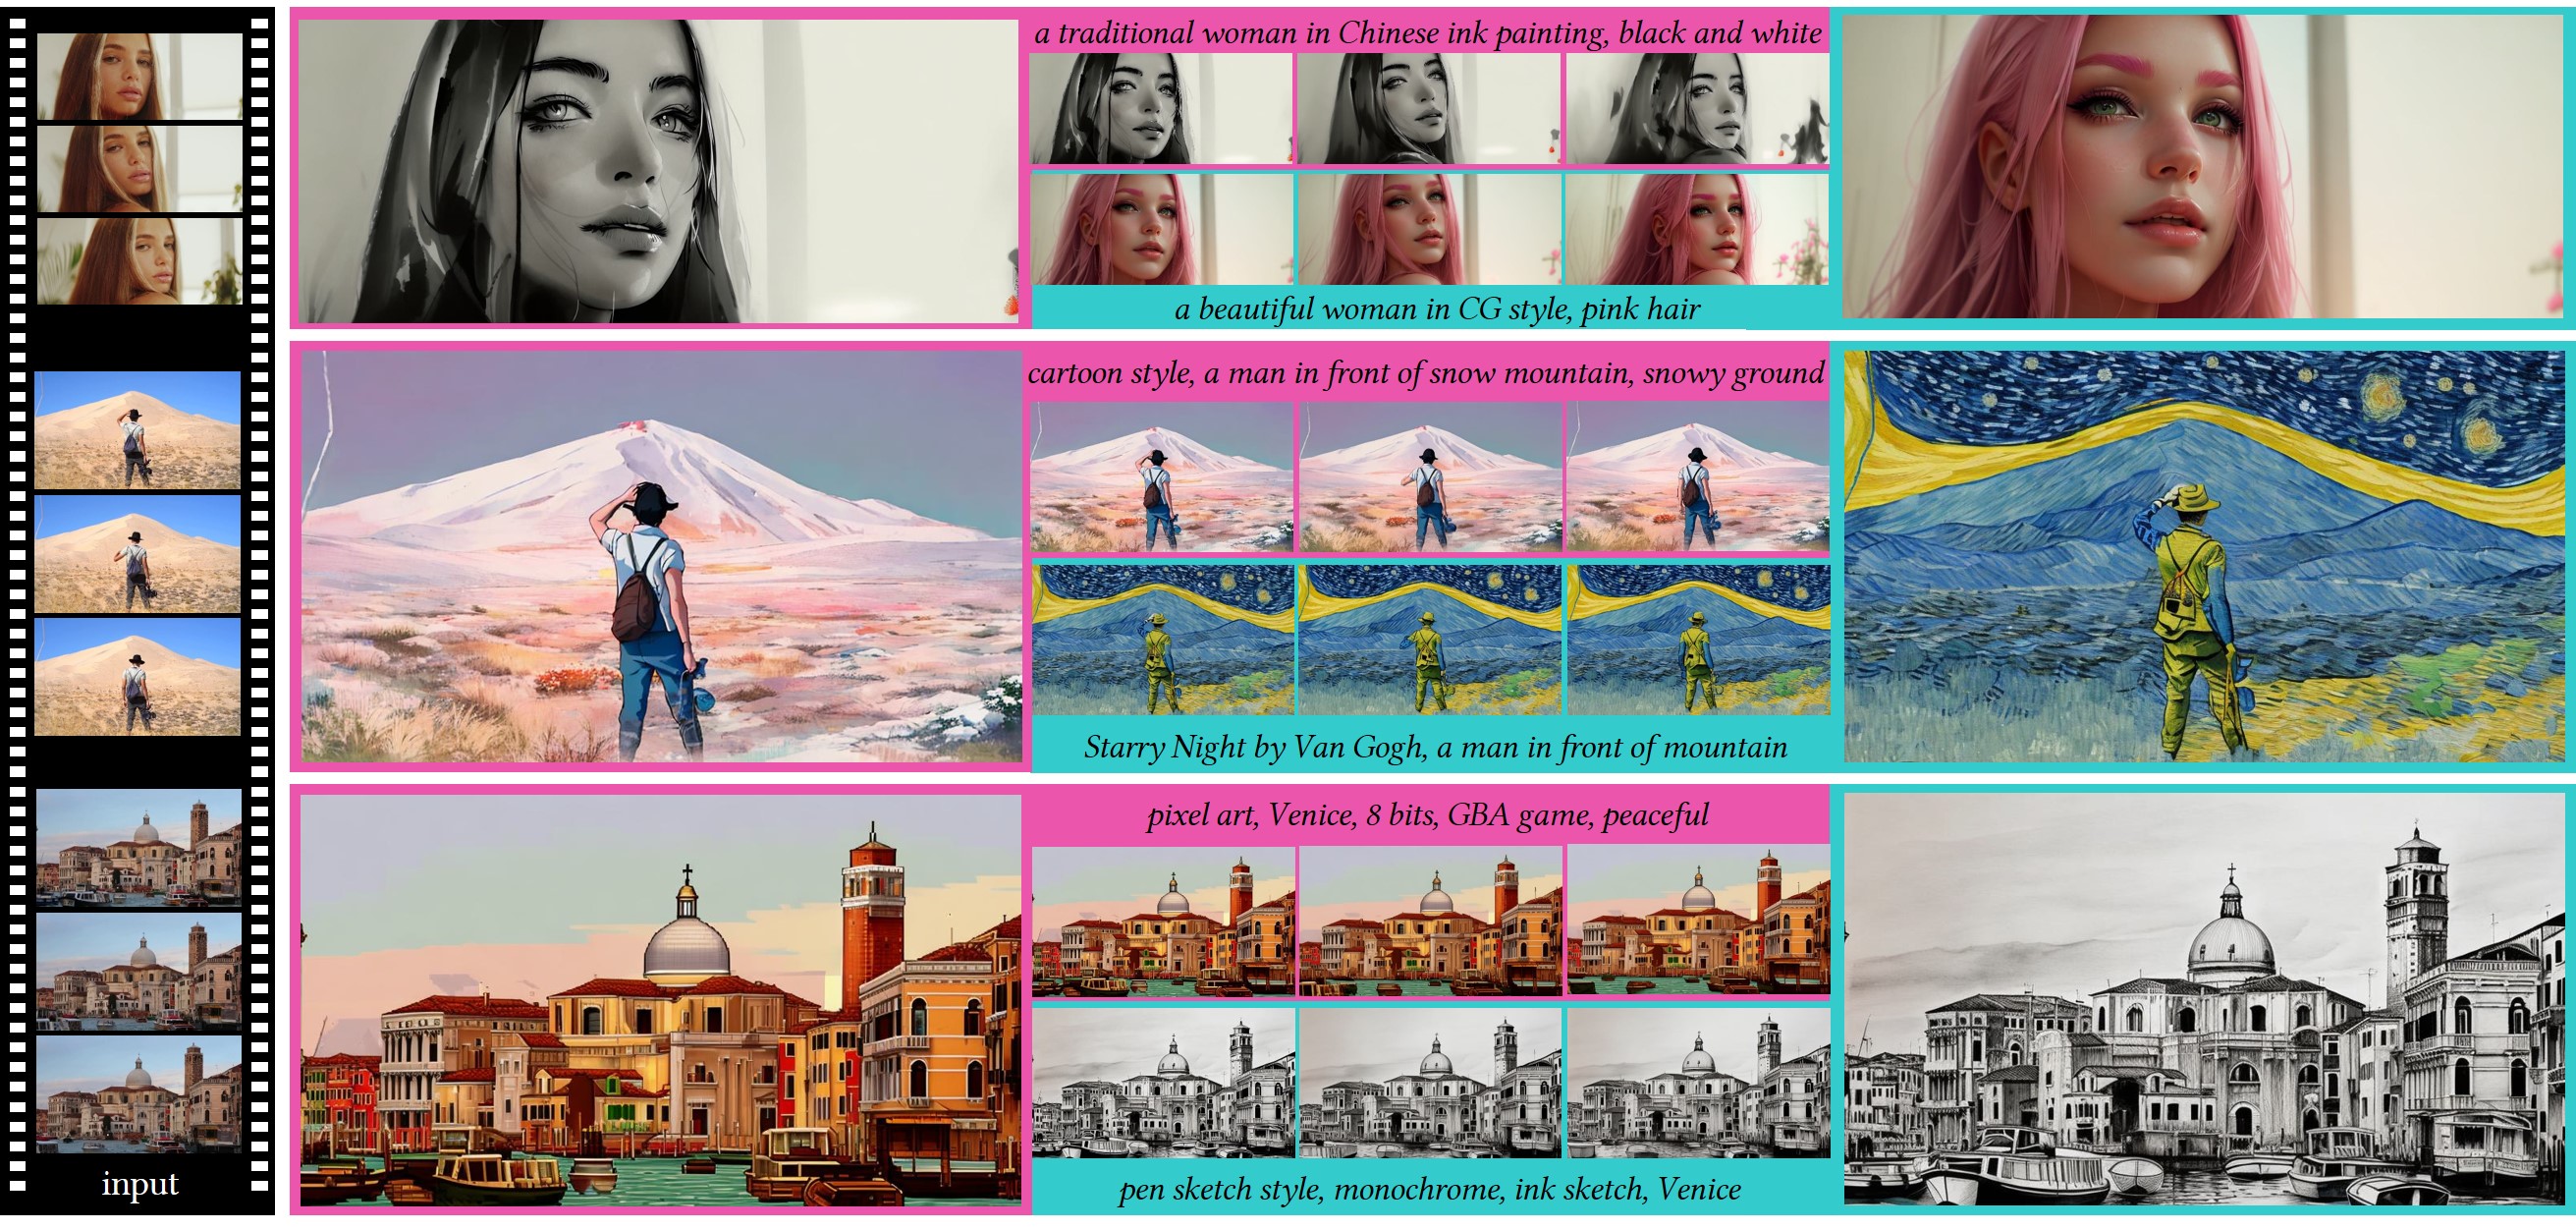 a traditional woman in Chinese ink painting, black and white
a beautiful woman in CG style, pink hair
cartoon style, a man in front of snow mountain, snowy ground
Starry Night by Van Gogh, a man in front of mountain
pixel art, Venice, 8 bits, GBA game, peaceful
pen sketch style, monochrome, ink sketch, Venice
input